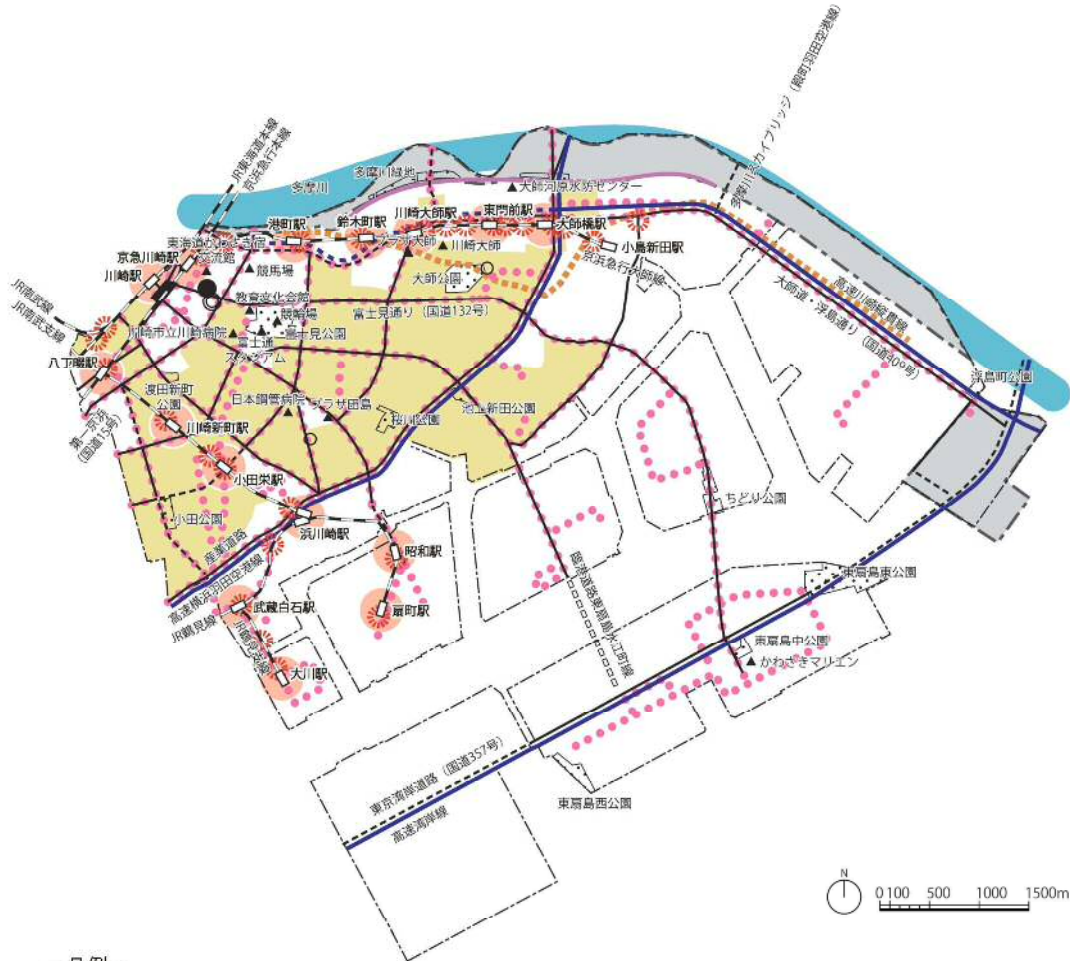 多摩川スカイブリッジ（殿町羽田空港線）
JR東海道本線
京浜急行本線
多摩川
多摩川緑地
大師河原水防センター
港町駅
鈴木町駅
川崎大師駅
東門前駅
大師橋駅
小島新田駅
東海道かわさき宿
交流館
プラザ大師
川崎大師
京急川崎駅
川崎駅
競馬場
大師公園
京浜急行大師線
高速川崎縦貫線
大師道・浮島通り（国道409号）
JR南武線
JR南武支線
教育文化会館
競輪場
富士見通り（国道132号）
川崎市立川崎病院
富士見公園
富士通
スタジアム
八丁畷駅
浮島町公園
渡田新町
公園
日本鋼管病院
プラザ田島
桜川公園
池上新田公園
第一京浜
（国道15号）
川崎新町駅
小田栄駅
ちどり公園
小田公園
浜川崎駅
昭和駅
産業道路
高速横浜羽田空港線
臨港道路東扇島水江町線
東扇島東公園
JR鶴見線
武蔵白石駅
扇町駅
JR鶴見支線
東扇島中公園
かわさきマリエン
大川駅
東京湾岸道路（国道357号）
高速湾岸線
東扇島西公園
N
0 100 500 1000 1500m